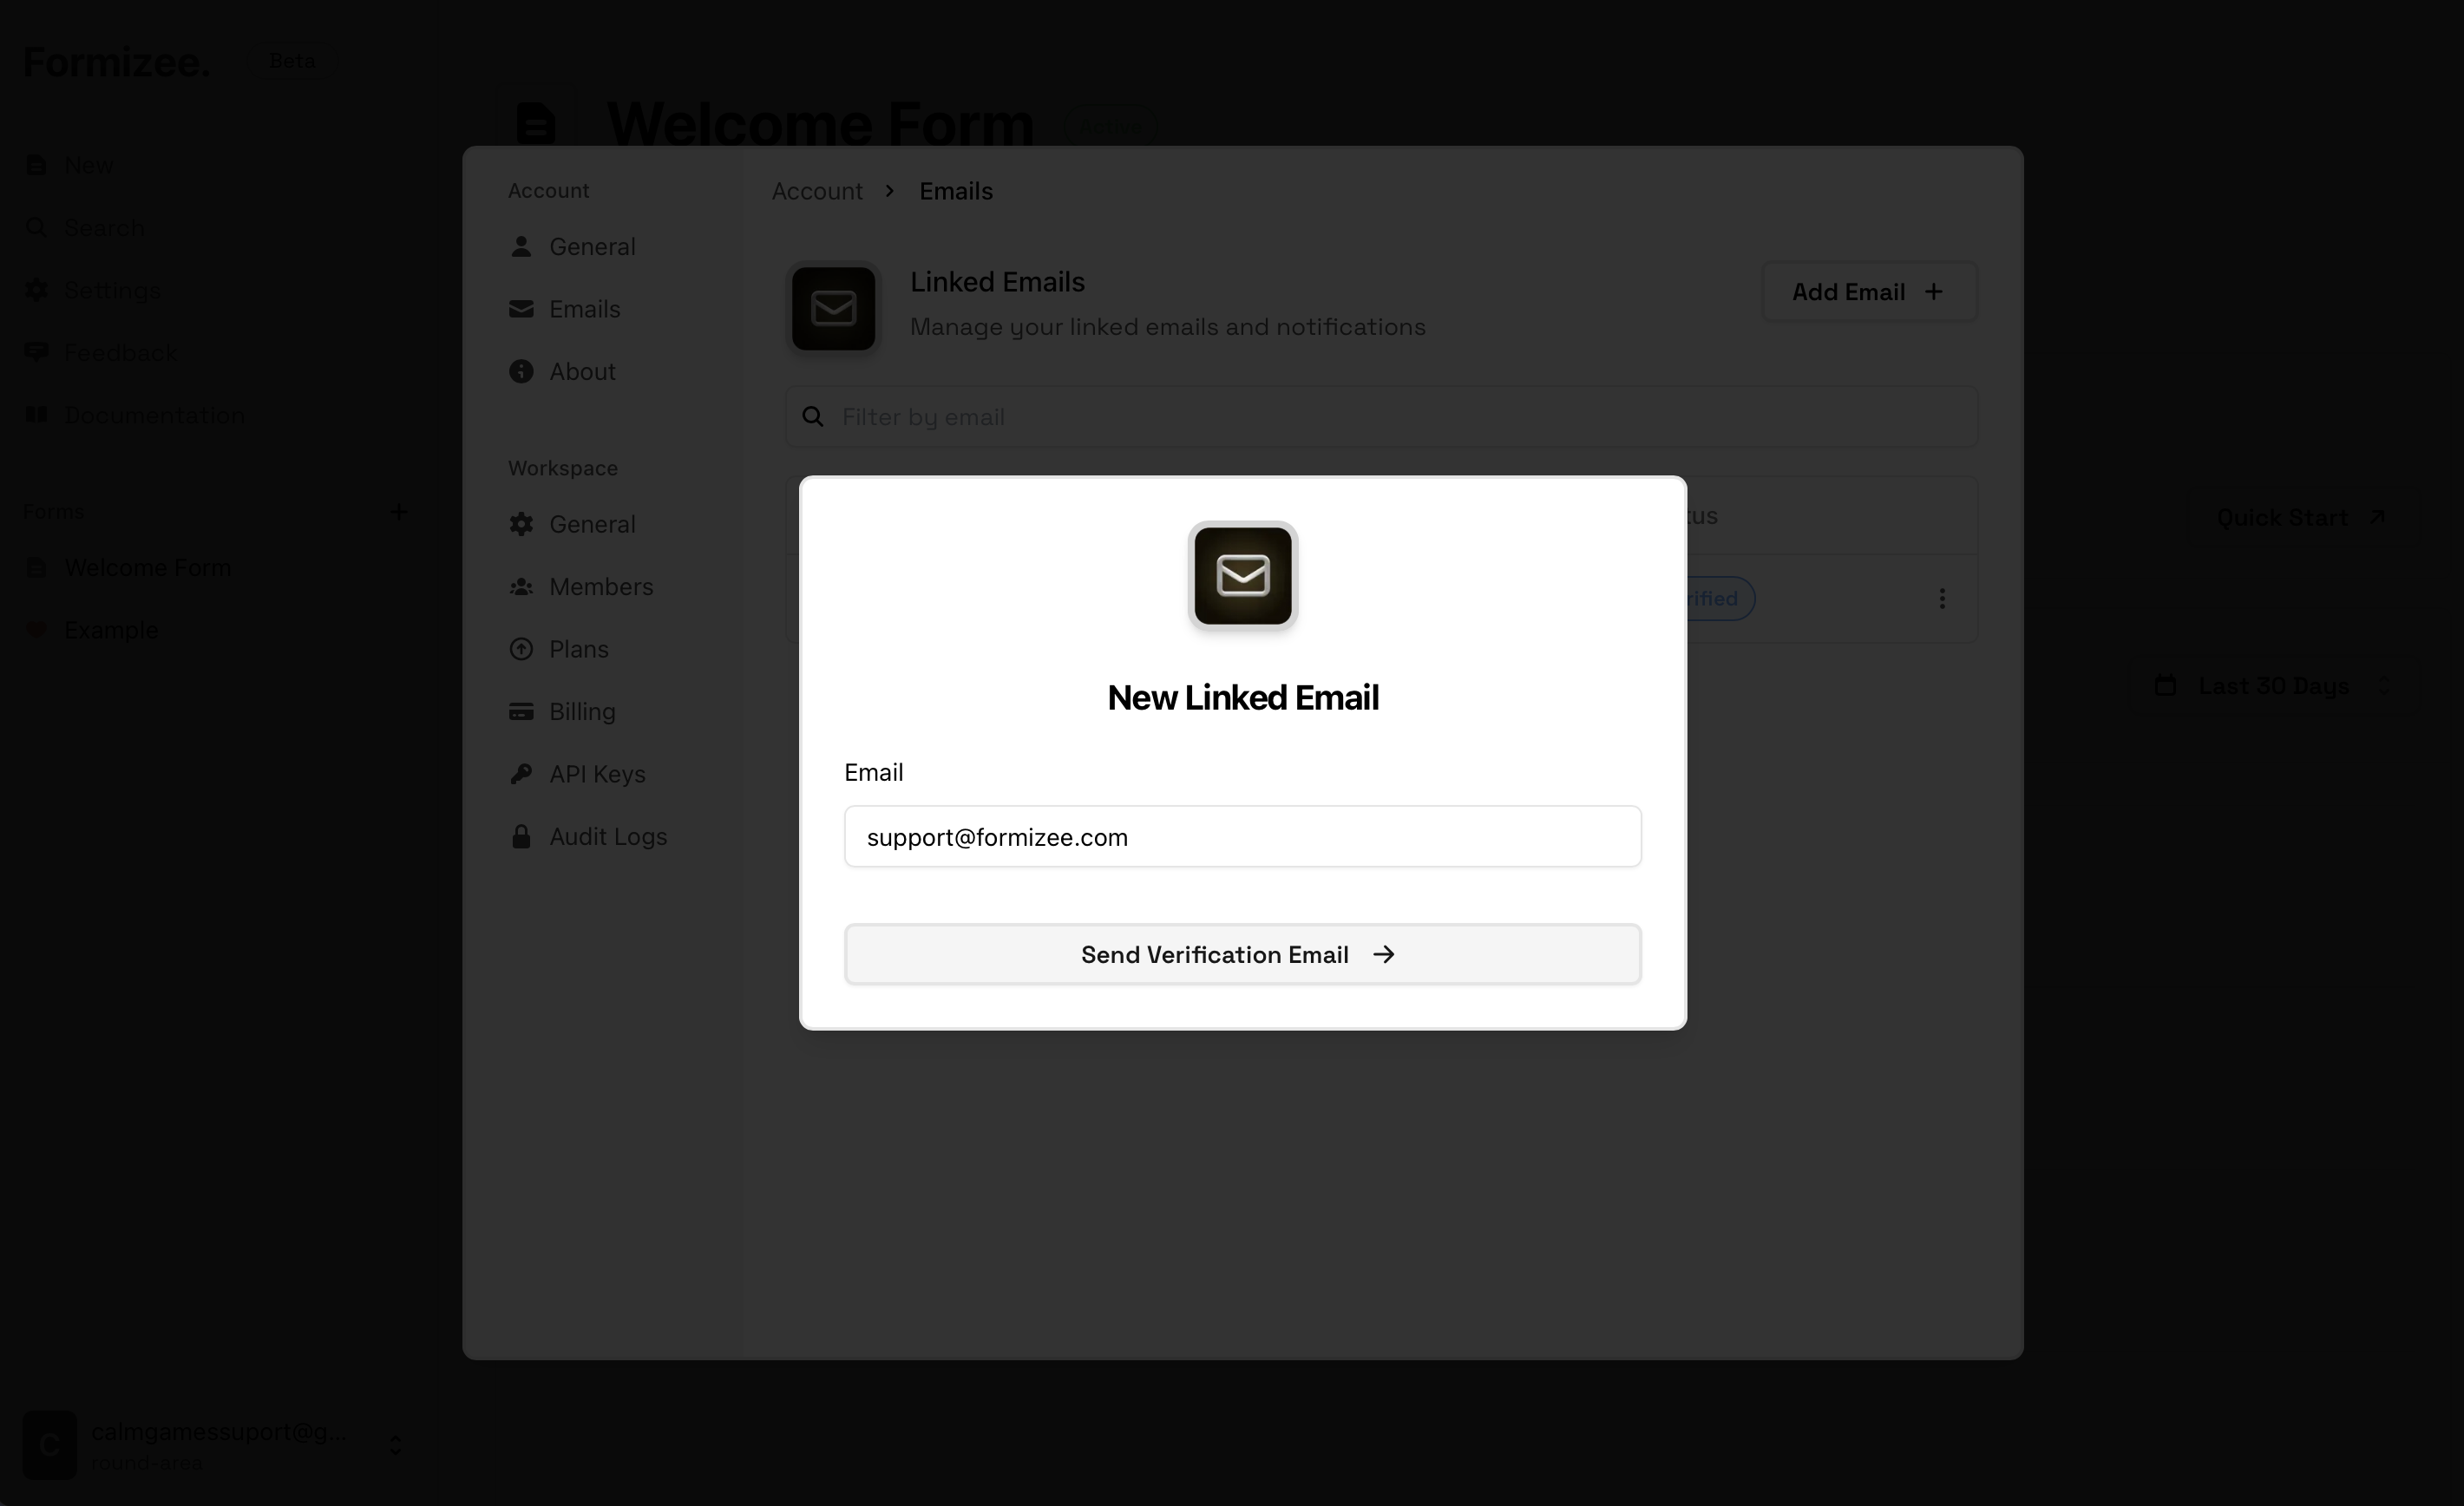 Formizee.
Beta
New
Search
Settings
Feedback
Documentation
Forms
Welcome Form
Example
calmgamessuport@g...
C
round-area
Welcome Form
Active
Account
General
Emails
About
Workspace
General
Members
Plans
Billing
API Keys
Audit Logs
Account > Emails
Linked Emails
Manage your linked emails and notifications
Add Email +
Filter by email
tus
rified
New Linked Email
Email
support@formizee.com
Send Verification Email →
Quick Start
Last 30 Days